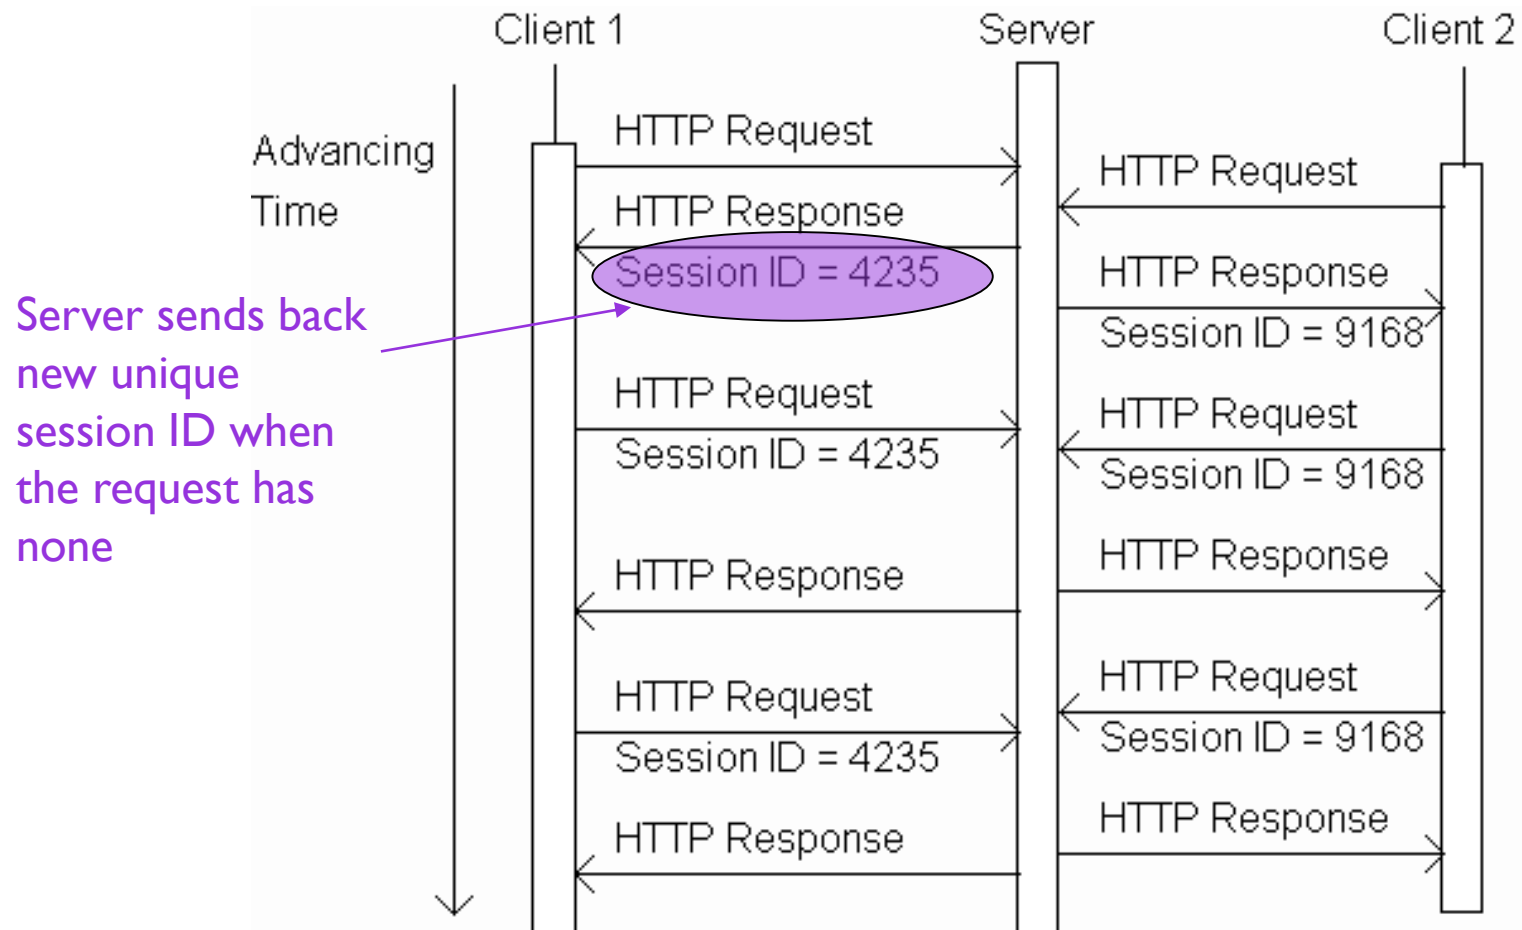 Client 1
Server
Client 2
Advancing
Time
HTTP Request
HTTP Request
HTTP Response
Session ID = 4235
HTTP Response
Session ID = 9168
Server sends back
new unique
session ID when
the request has
none
HTTP Request
Session ID = 4235
HTTP Request
Session ID = 9168
HTTP Response
HTTP Response
HTTP Request
Session ID = 9168
HTTP Request
Session ID = 4235
HTTP Response
HTTP Response